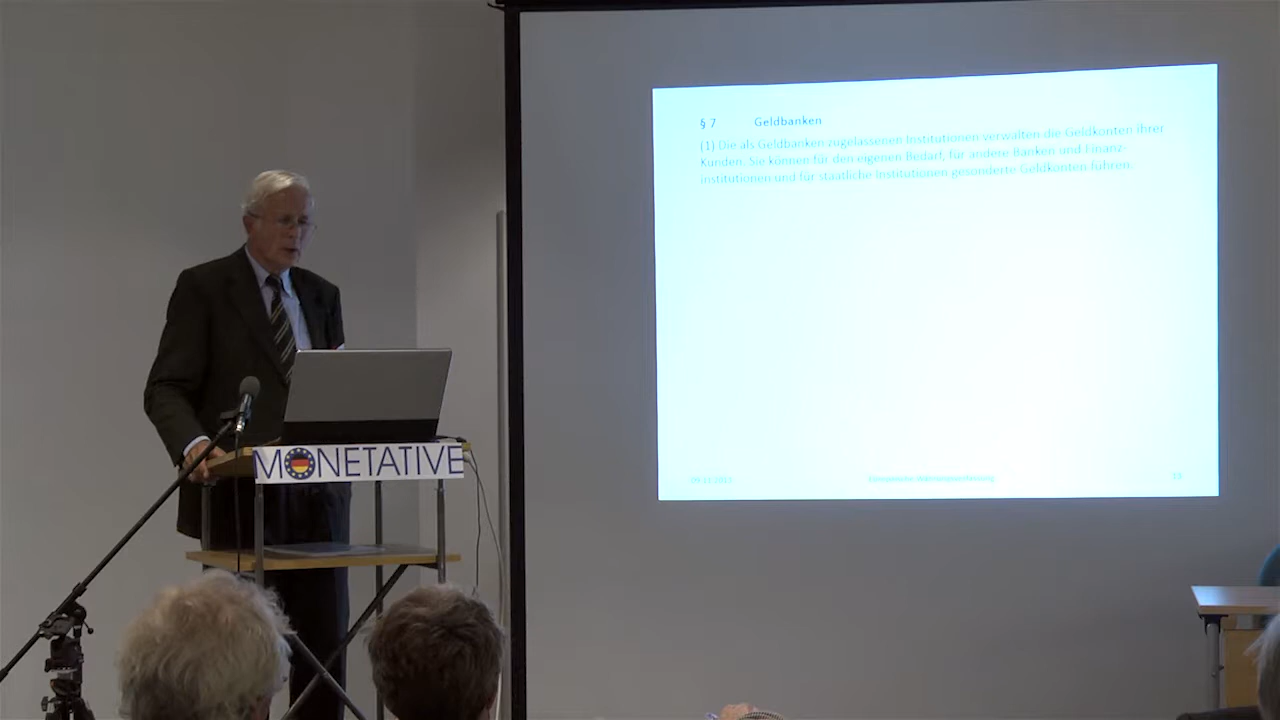 § 7 Geldbanken
(1) Die als Geldbanken zugelassenen Institutionen verwalten die Geldkonten ihrer
Kunden. Sie können für den eigenen Bedarf, für andere Banken und Finanz-
institutionen und für staatliche Institutionen gesonderte Geldkonten führen.
MONETATIVE